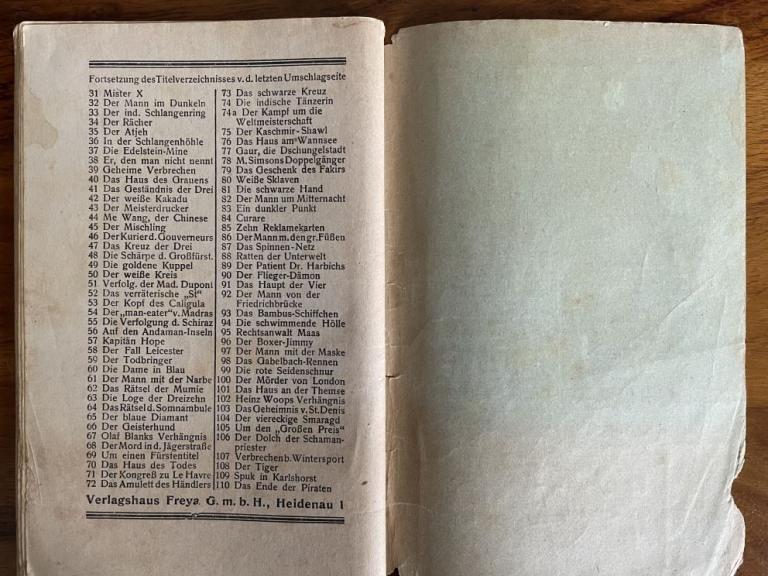 Fortsetzung des Titelverzeichnisses v. d. letzten Umschlagseite
31 Mister X
32 Der Mann im Dunkeln
33 Der ind. Schlangenring
34 Der Rächer
35 Der Atjeh
36 In der Schlangenhöhle
37 Die Edelstein-Mine
38 Er, den man nicht nennt
39 Geheime Verbrechen
40 Das Haus des Grauens
41 Das Geständnis der Drei
42 Der weiße Kakadu
43 Der Meisterdrucker
44 Me Wang, der Chinese
45 Der Mischling
46 Der Kurier d. Gouverneurs
47 Das Kreuz der Drei
48 Die Schärpe d. Großfürst.
49 Die goldene Kuppel
50 Der weiße Kreis
51 Verfolg. der Mad. Duponi
52 Das verräterische „Si“
53 Der Kopf des Caligula
54 Der „man-eater“ v. Madras
55 Die Verfolgung d. Schiraz
56 Auf den Andaman-Inseln
57 Kapitän Hope
58 Der Fall Leicester
59 Der Todbringer
60 Die Dame in Blau
61 Der Mann mit der Narbe
62 Das Rätsel der Mumie
63 Die Loge der Dreizehn
64 Das Rätsel d. Somnambule
65 Der blaue Diamant
66 Der Geisterhund
67 Olaf Blanks Verhängnis
68 Der Mord in d. Jägerstraße
69 Um einen Fürstentitel
70 Das Haus des Todes
71 Der Kongreß zu Le Havre
72 Das Amulett des Händlers
73 Das schwarze Kreuz
74 Die indische Tänzerin
74a Der Kampf um die
Weltmeisterschaft
75 Der Kaschmir-Shawl
76 Das Haus am Wannsee
77 Gaur, die Dschungelstadt
78 M. Simsons Doppelgänger
79 Das Geschenk des Fakirs
80 Weiße Sklaven
81 Die schwarze Hand
82 Der Mann um Mitternacht
83 Ein dunkler Punkt
84 Curare
85 Zehn Reklamekarten
86 Der Mann m. den gr. Füßen
87 Das Spinnen-Netz
88 Ratten der Unterwelt
89 Der Patient Dr. Harbichs
90 Der Flieger-Dämon
91 Das Haupt der Vier
92 Der Mann von der
Friedrichbrücke
93 Das Bambus-Schiffchen
94 Die schwimmende Hölle
95 Rechtsanwalt Maas
96 Der Boxer-Jimmy
97 Der Mann mit der Maske
98 Das Gabelbach-Rennen
99 Die rote Seidenschnur
100 Der Mörder von London
101 Das Haus an der Themse
102 Heinz Woops Verhängnis
103 Das Geheimnis v. St. Denis
104 Der viereckige Smaragd
105 Um den „Großen Preis“
106 Der Dolch der Schaman-
priester
107 Verbrechen b. Wintersport
108 Der Tiger
109 Spuk in Karlshorst
110 Das Ende der Piraten
Verlagshaus Freya G. m. b. H., Heidenau I